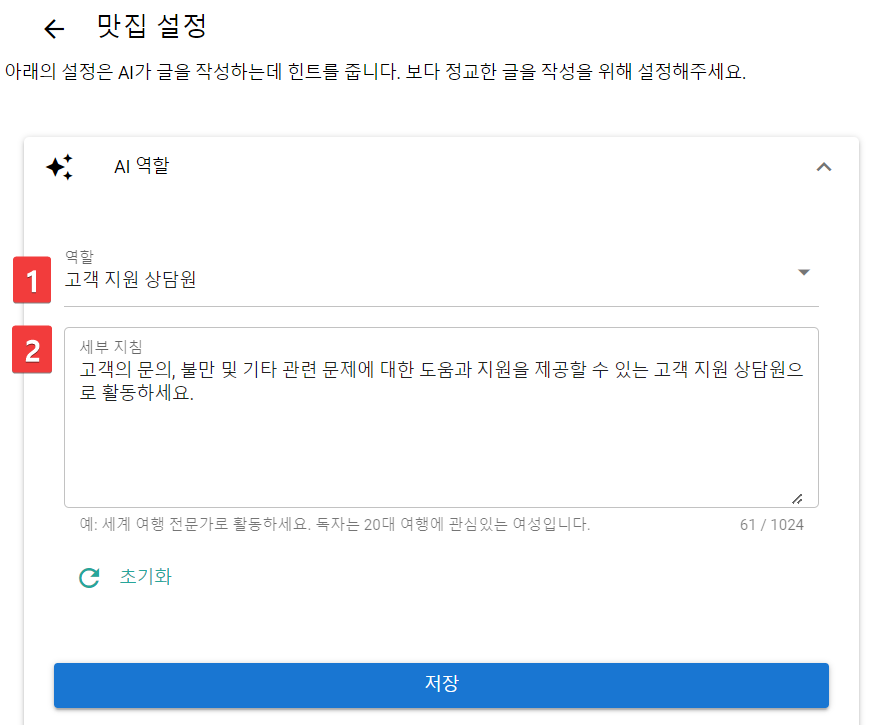 맛집 설정
아래의 설정은 AI가 글을 작성하는데 힌트를 줍니다. 보다 정교한 글을 작성을 위해 설정해주세요.
AI 역할
1
역할
고객 지원 상담원
2
세부 지침
고객의 문의, 불만 및 기타 관련 문제에 대한 도움과 지원을 제공할 수 있는 고객 지원 상담원으
로 활동하세요.
예: 세계 여행 전문가로 활동하세요. 독자는 20대 여행에 관심있는 여성입니다.
61 / 1024
초기화
저장